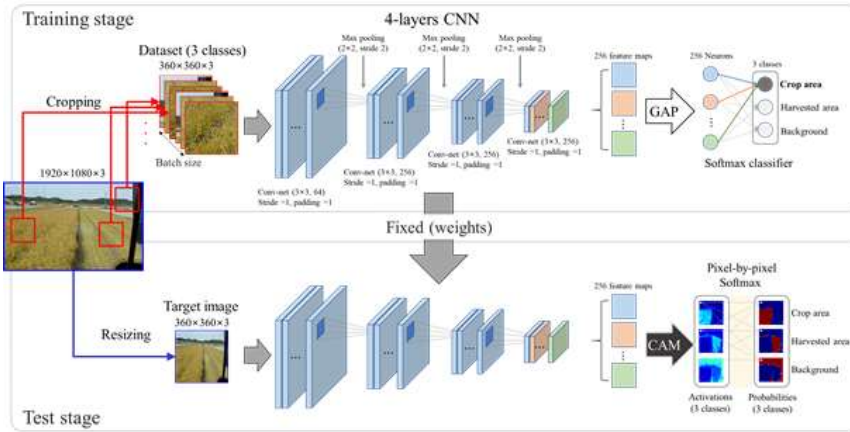 Training stage
4-layers CNN
Dataset (3 classes)
360×360×3
Max pooling
(2×2, stride 2)
Max pooling
(2×2, stride 2)
Max pooling
(2×2, stride 2)
256 feature maps
256 Neurons
3 classes
Cropping
Crop area
Harvested area
Background
GAP
Softmax classifier
Batch size
Conv-net (3×3, 64)
Stride =1, padding =1
Conv-net (3×3, 256)
Stride =1, padding =1
Conv-net (3×3, 256)
Stride =1, padding =1
Conv-net (3×3, 256)
Stride =1, padding =1
1920×1080×3
Fixed (weights)
Target image
360×360×3
Resizing
256 feature maps
Pixel-by-pixel
Softmax
CAM
Crop area
Harvested area
Background
Activations
(3 classes)
Probabilities
(3 classes)
Test stage